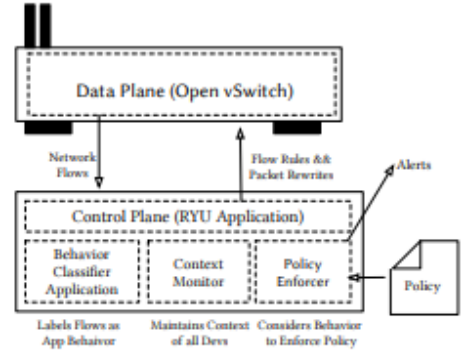 Data Plane (Open vSwitch)
Network
Flows
Flow Rules &&
Packet Rewrites
Alerts
Control Plane (RYU Application)
Behavior
Classifier
Application
Context
Monitor
Policy
Enforcer
Policy
Labels Flows as
App Behaivor
Maintains Context
of all Devs
Considers Behavior
to Enforce Policy